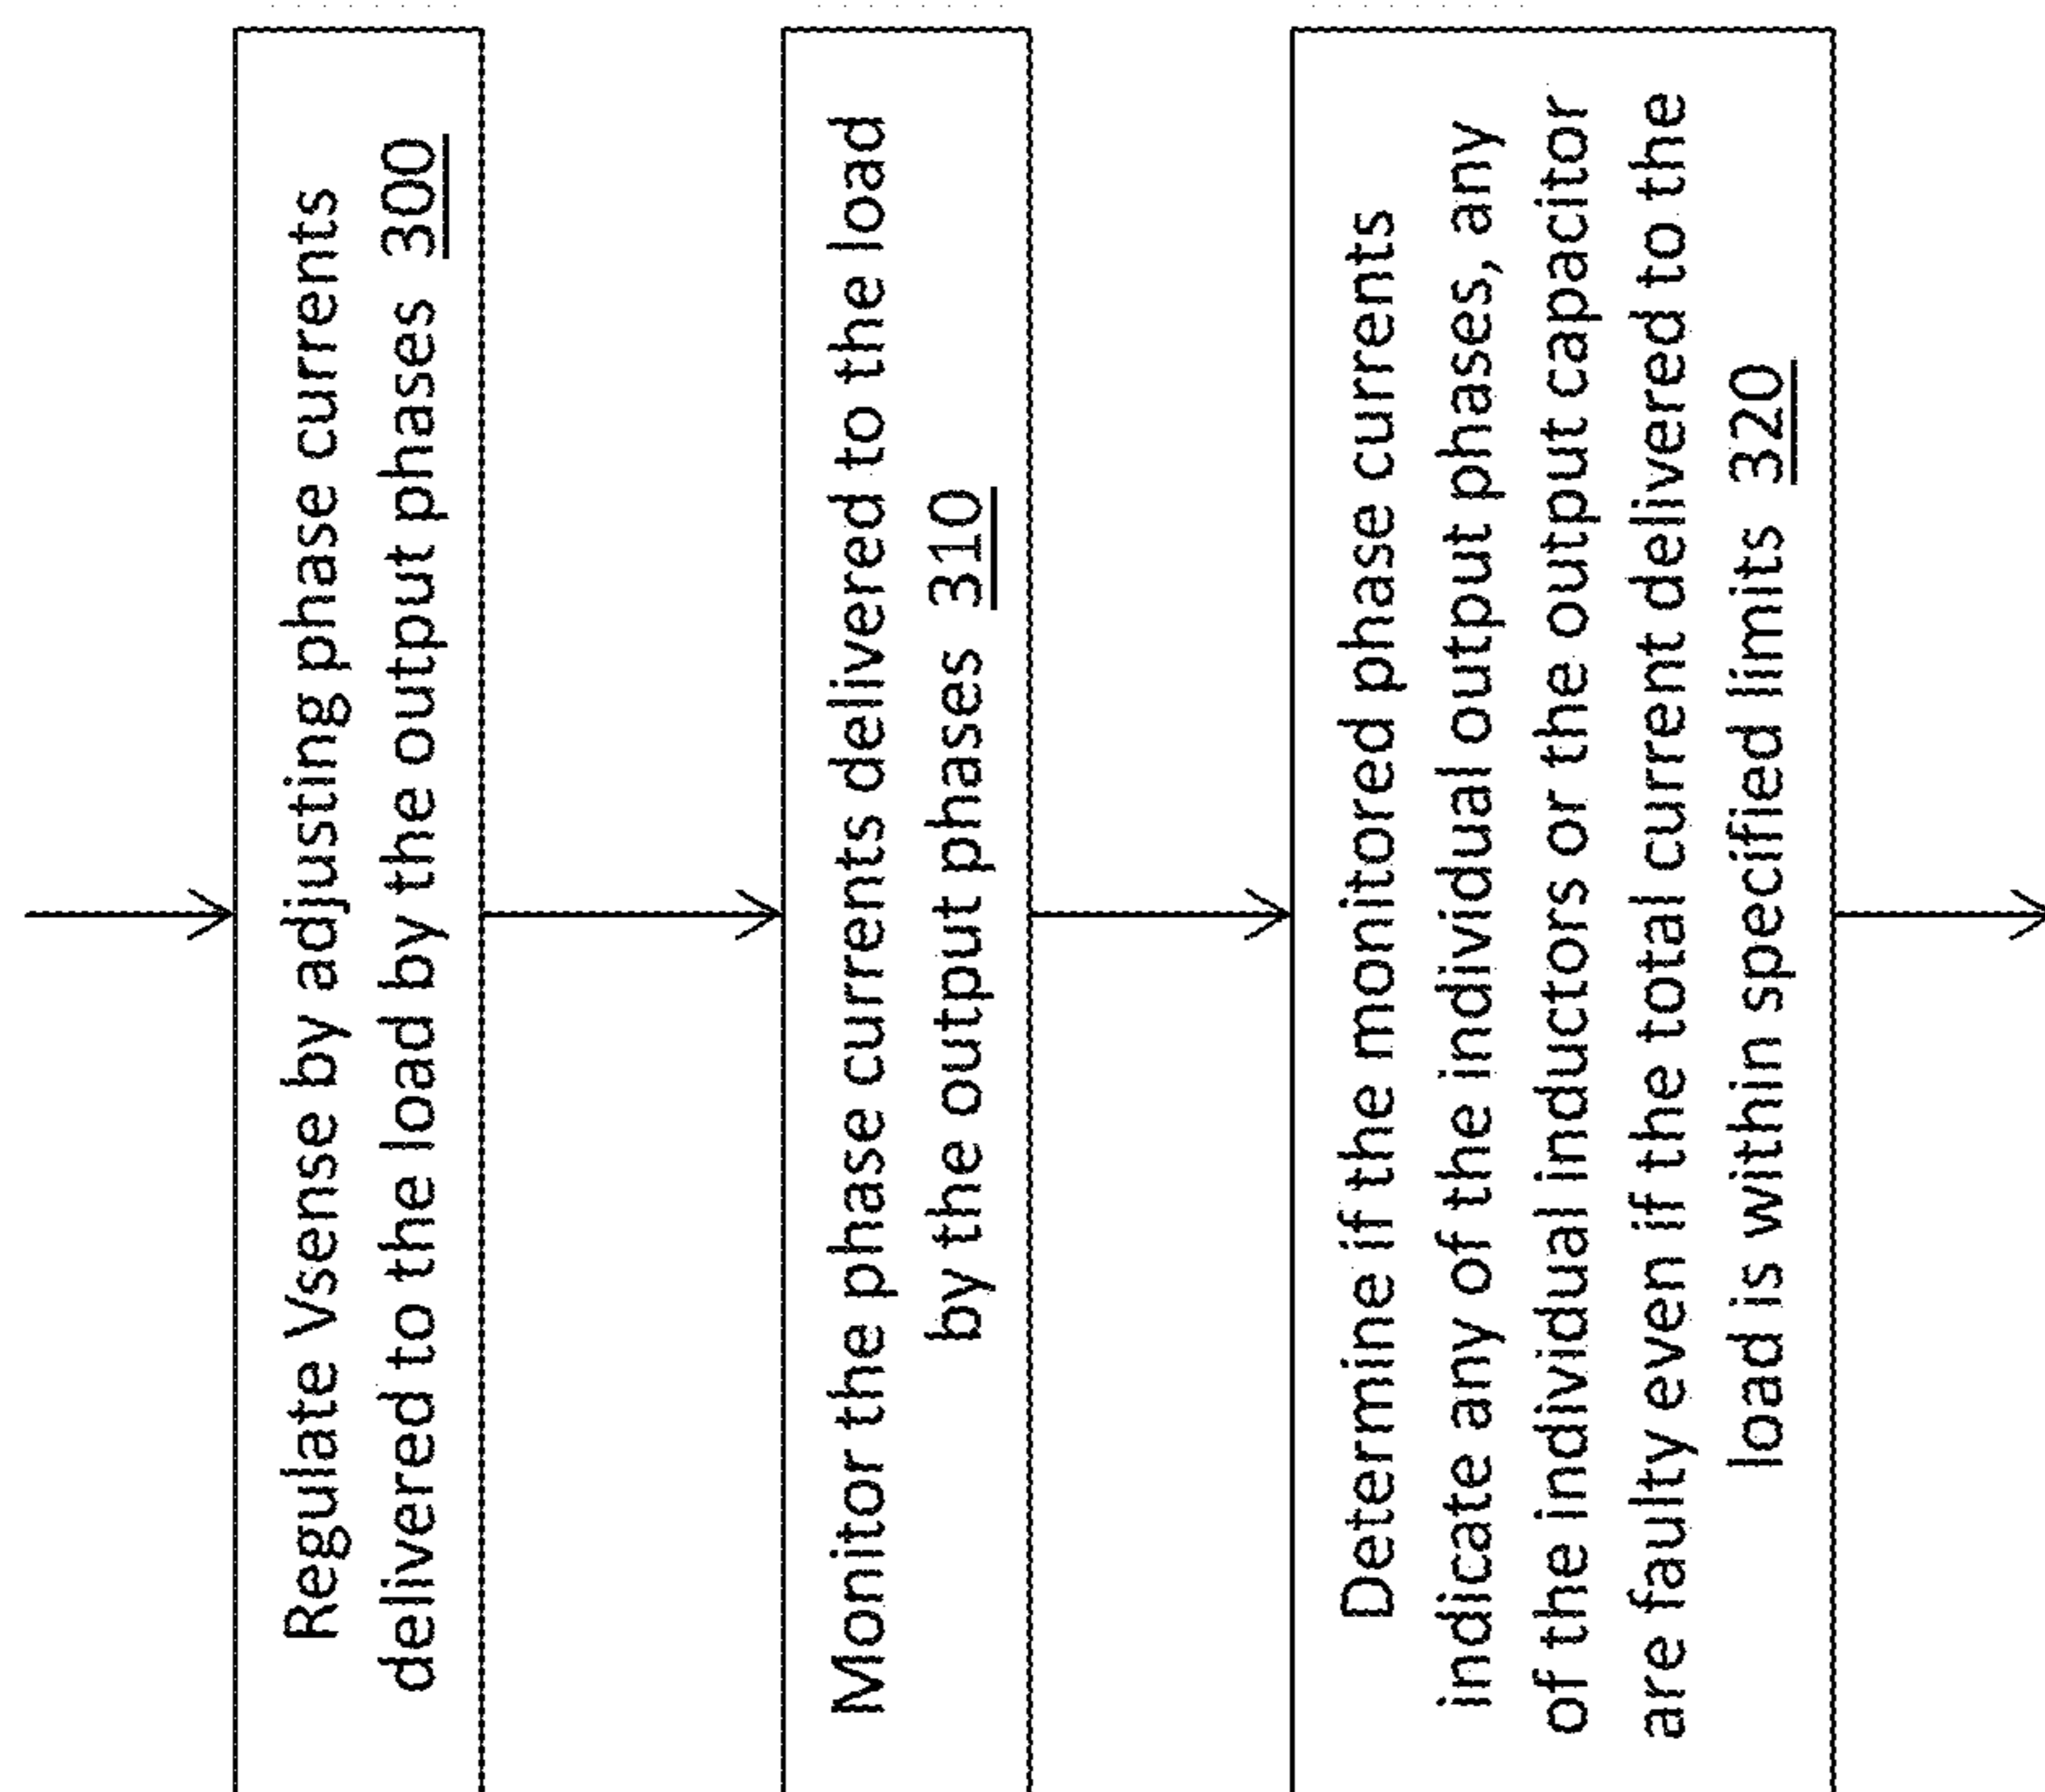 Regulate Vsense by adjusting phase currents
delivered to the load by the output phases 300
Monitor the phase currents delivered to the load
by the output phases 310
Determine if the monitored phase currents
indicate any of the individual output phases, any
of the individual inductors or the output capacitor
are faulty even if the total current delivered to the
load is within specified limits 320